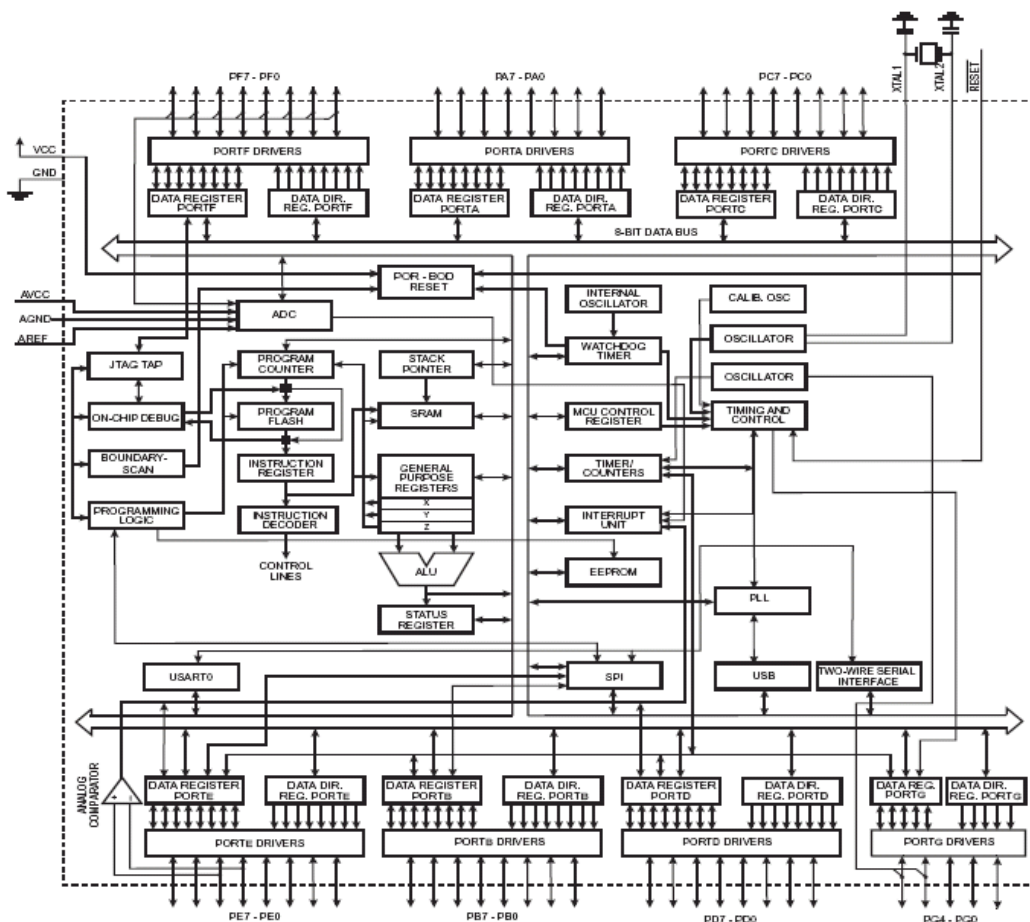 XTAL1
XTAL2
RESET
PF7 - PF0
PA7 - PA0
PC7 - PC0
VCC
GND
PORTF DRIVERS
PORTA DRIVERS
PORTC DRIVERS
DATA REGISTER
PORTF
DATA DIR.
REG. PORTF
DATA REGISTER
PORTA
DATA DIR.
REG. PORTA
DATA REGISTER
PORTC
DATA DIR.
REG. PORTC
8-BIT DATA BUS
POR - BOD
RESET
INTERNAL
OSCILLATOR
CALIB. OSC
AVCC
AGND
AREF
ADC
OSCILLATOR
WATCHDOG
TIMER
JTAG TAP
PROGRAM
COUNTER
STACK
POINTER
OSCILLATOR
ON-CHIP DEBUG
PROGRAM
FLASH
SRAM
MCU CONTROL
REGISTER
TIMING AND
CONTROL
BOUNDARY-
SCAN
INSTRUCTION
REGISTER
GENERAL
PURPOSE
REGISTERS
X
Y
Z
TIMER/
COUNTERS
PROGRAMMING
LOGIC
INSTRUCTION
DECODER
INTERRUPT
UNIT
CONTROL
LINES
ALU
EEPROM
STATUS
REGISTER
PLL
USART0
SPI
USB
TWO-WIRE SERIAL
INTERFACE
ANALOG
COMPARATOR
+
-
DATA REGISTER
PORTE
DATA DIR.
REG. PORTE
DATA REGISTER
PORTB
DATA DIR.
REG. PORTB
DATA REGISTER
PORTD
DATA DIR.
REG. PORTD
DATA REG.
PORTG
DATA DIR.
REG. PORTG
PORTE DRIVERS
PORTB DRIVERS
PORTD DRIVERS
PORTG DRIVERS
PE7 - PE0
PB7 - PB0
PD7 - PD0
PG4 - PG0